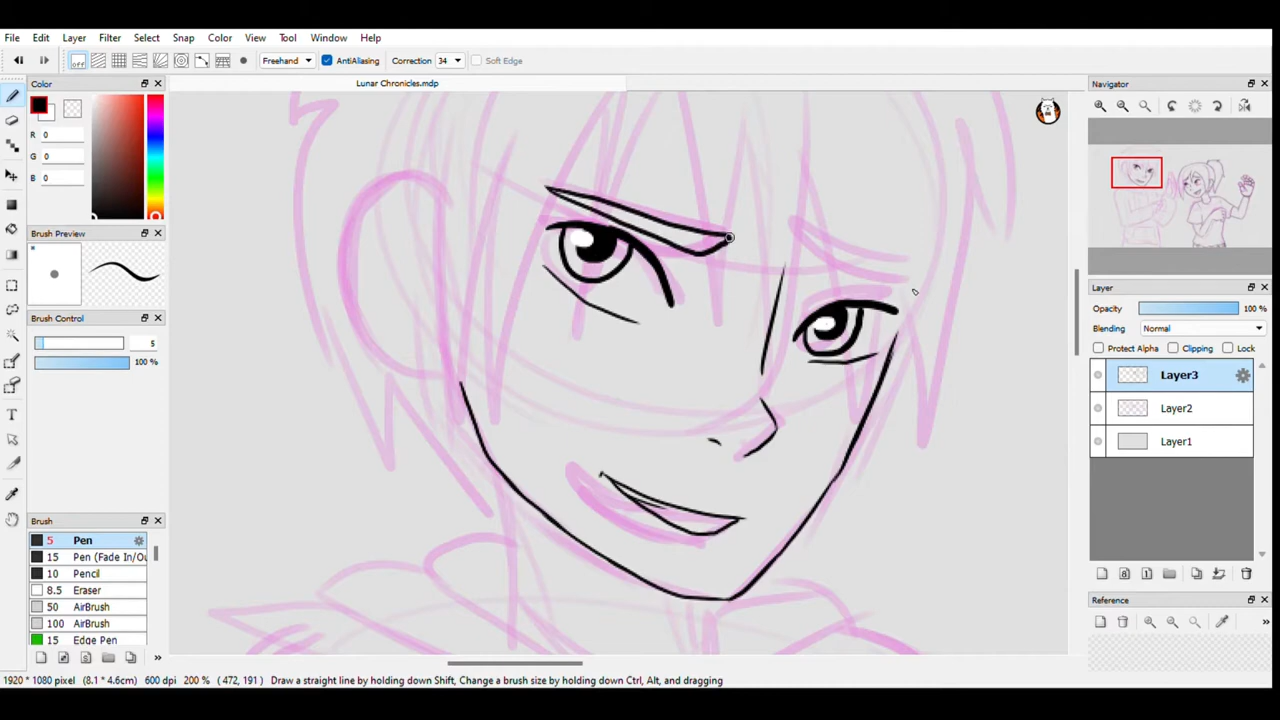 File Edit Layer Filter Select Snap Color View Tool Window Help
off Freehand AntiAliasing Correction 34 Soft Edge
Color
Lunar Chronicles.mdp
Navigator
R 0
G 0
B 0
Brush Preview
Brush Control
5
100 %
Layer
Opacity 100 %
Blending Normal
Protect Alpha Clipping Lock
Layer3
Layer2
Layer1
Brush
5 Pen
15 Pen (Fade In/Ou
10 Pencil
8.5 Eraser
50 AirBrush
100 AirBrush
15 Edge Pen
8 1
Reference
1920 * 1080 pixel (8.1 * 4.6cm) 600 dpi 200 % ( 472, 191 ) Draw a straight line by holding down Shift, Change a brush size by holding down Ctrl, Alt, and dragging